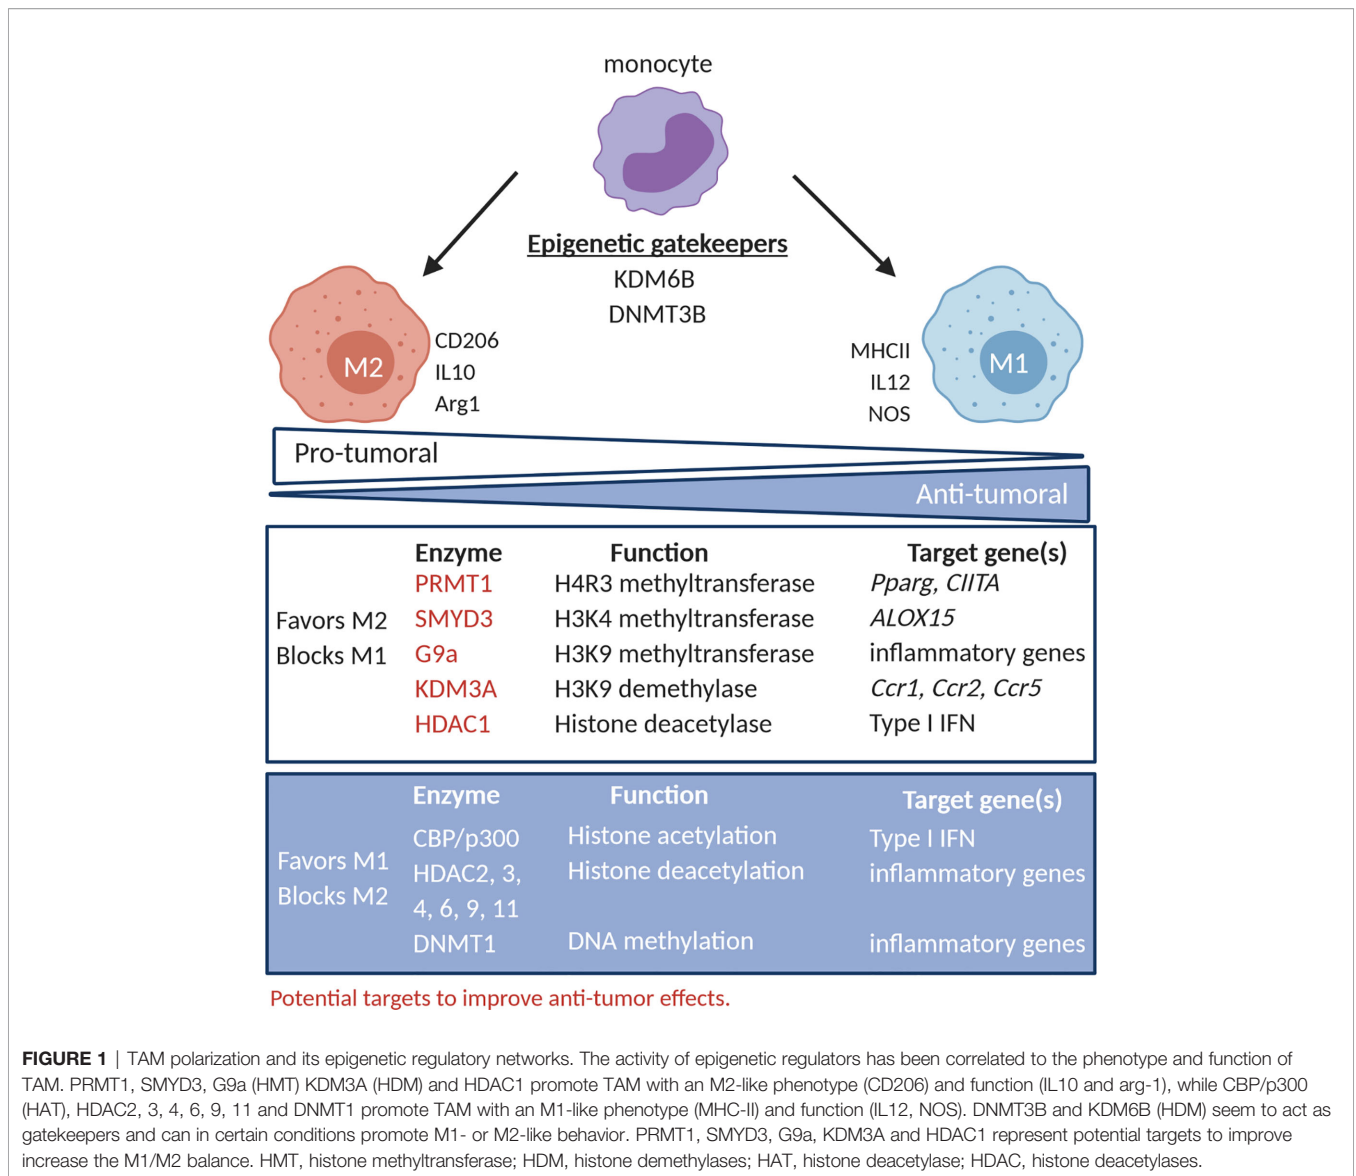 monocyte
Epigenetic gatekeepers
KDM6B
DNMT3B
M2
CD206
IL10
Arg1
MHCII
IL12
NOS
M1
Pro-tumoral
Anti-tumoral
Enzyme Function Target gene(s)
PRMT1 H4R3 methyltransferase Pparg, CIITA
Favors M2 SMYD3 H3K4 methyltransferase ALOX15
Blocks M1 G9a H3K9 methyltransferase inflammatory genes
KDM3A H3K9 demethylase Ccr1, Ccr2, Ccr5
HDAC1 Histone deacetylase Type I IFN
Enzyme Function Target gene(s)
CBP/p300 Histone acetylation Type I IFN
Favors M1 HDAC2, 3, Histone deacetylation inflammatory genes
Blocks M2 4, 6, 9, 11
DNMT1 DNA methylation inflammatory genes
Potential targets to improve anti-tumor effects.
FIGURE 1 | TAM polarization and its epigenetic regulatory networks. The activity of epigenetic regulators has been correlated to the phenotype and function of
TAM. PRMT1, SMYD3, G9a (HMT) KDM3A (HDM) and HDAC1 promote TAM with an M2-like phenotype (CD206) and function (IL10 and arg-1), while CBP/p300
(HAT), HDAC2, 3, 4, 6, 9, 11 and DNMT1 promote TAM with an M1-like phenotype (MHC-II) and function (IL12, NOS). DNMT3B and KDM6B (HDM) seem to act as
gatekeepers and can in certain conditions promote M1- or M2-like behavior. PRMT1, SMYD3, G9a, KDM3A and HDAC1 represent potential targets to improve
increase the M1/M2 balance. HMT, histone methyltransferase; HDM, histone demethylases; HAT, histone deacetylase; HDAC, histone deacetylases.